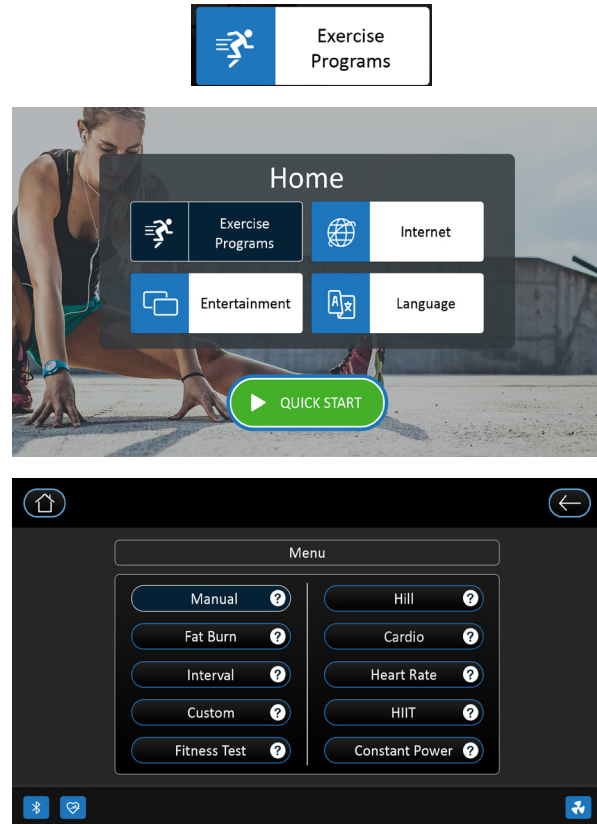 Exercise
Programs
Home
Exercise
Programs
Internet
Entertainment
Language
QUICK START
Menu
Manual ?
Hill ?
Fat Burn ?
Cardio ?
Interval ?
Heart Rate ?
Custom ?
HIIT ?
Fitness Test ?
Constant Power ?